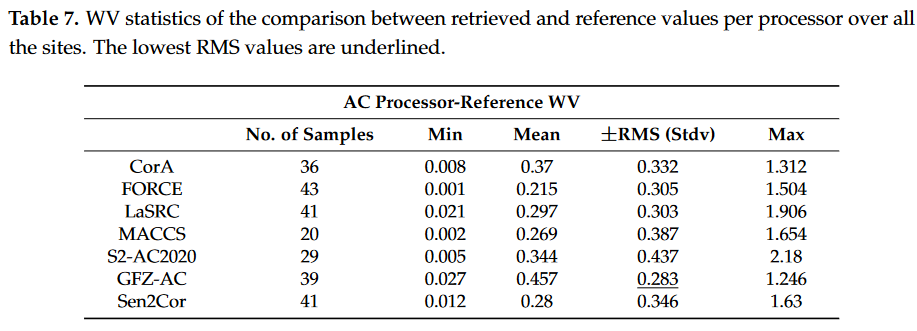 Table 7. WV statistics of the comparison between retrieved and reference values per processor over all
the sites. The lowest RMS values are underlined.
AC Processor-Reference WV
No. of Samples Min Mean ±RMS (Stdv) Max
CorA 36 0.008 0.37 0.332 1.312
FORCE 43 0.001 0.215 0.305 1.504
LaSRC 41 0.021 0.297 0.303 1.906
MACCS 20 0.002 0.269 0.387 1.654
S2-AC2020 29 0.005 0.344 0.437 2.18
GFZ-AC 39 0.027 0.457 0.283 1.246
Sen2Cor 41 0.012 0.28 0.346 1.63